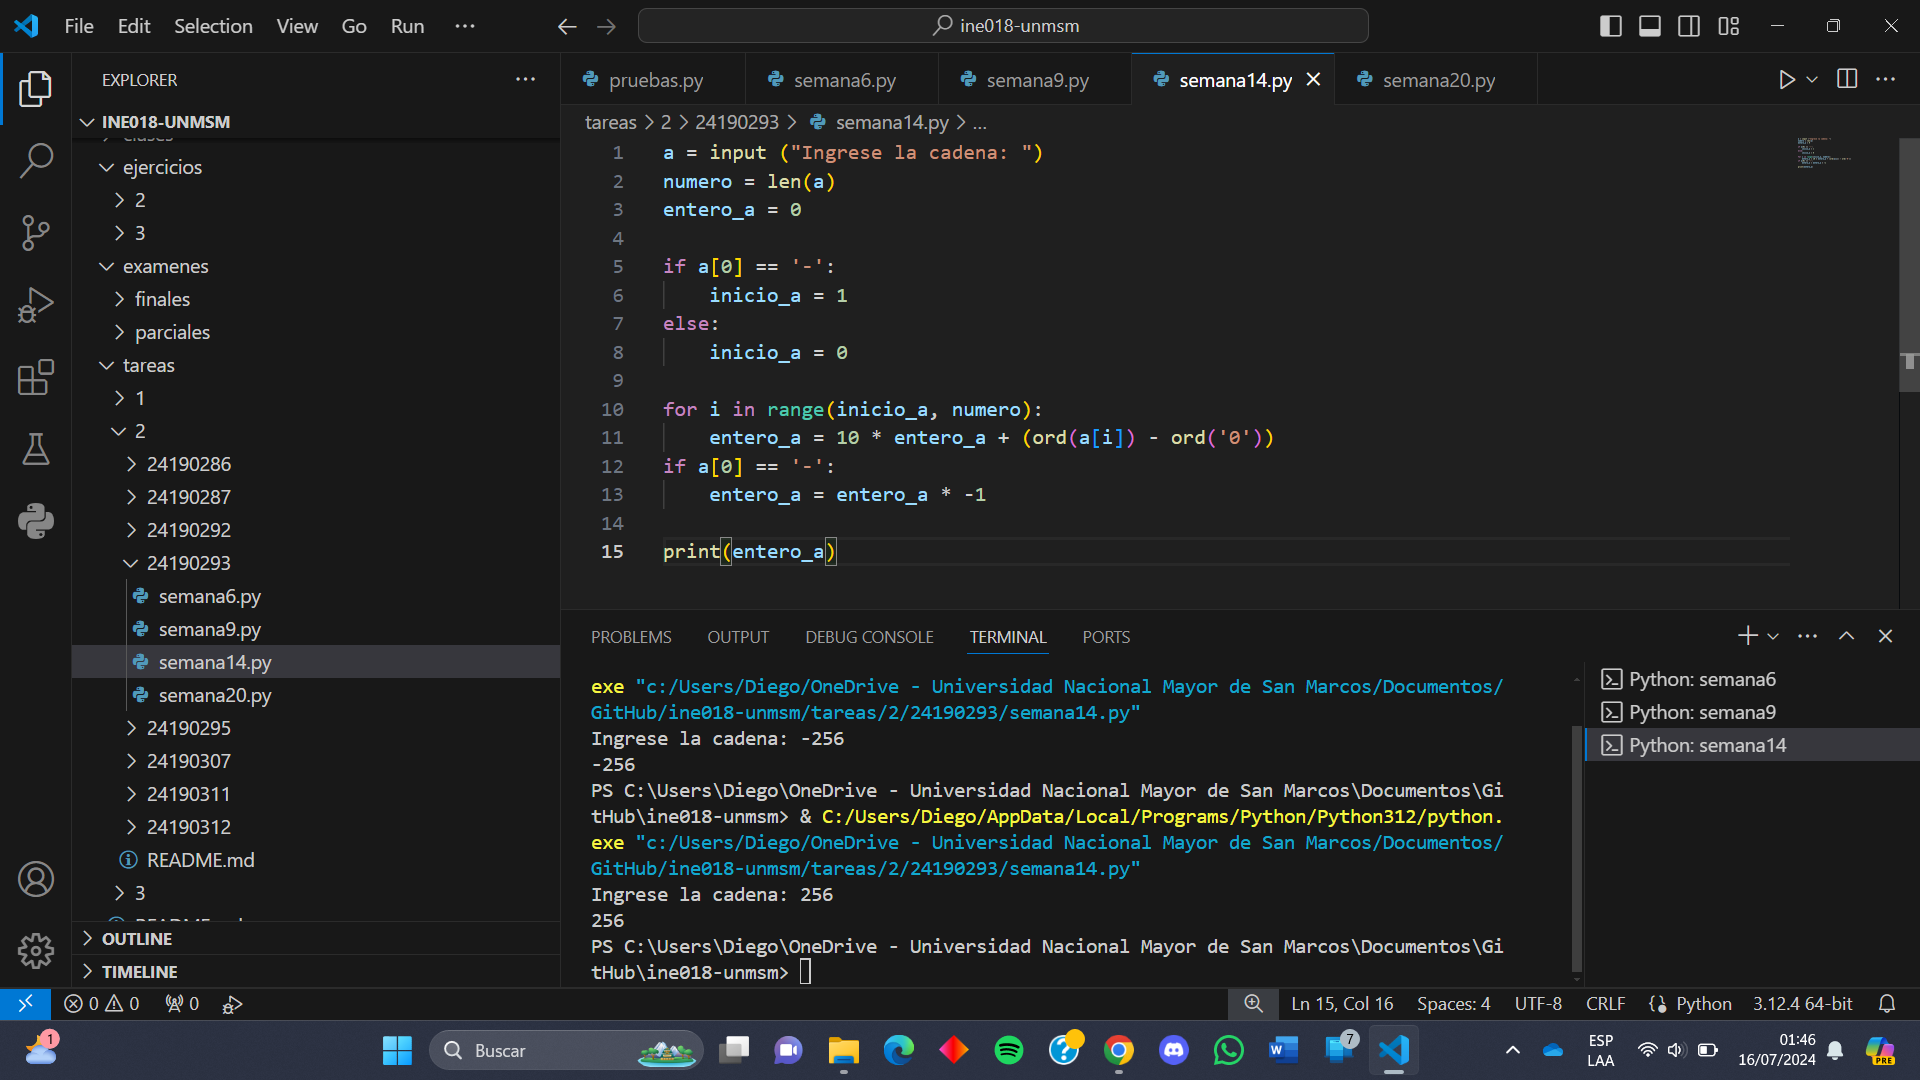 File Edit Selection View Go Run ...
ine018-unmsm
EXPLORER
INE018-UNMSM
clases
ejercicios
2
3
examenes
finales
parciales
tareas
1
2
24190286
24190287
24190292
24190293
semana6.py
semana9.py
semana14.py
semana20.py
24190295
24190307
24190311
24190312
README.md
3
README.md
OUTLINE
TIMELINE
pruebas.py semana6.py semana9.py semana14.py semana20.py
tareas > 2 > 24190293 > semana14.py > ...
1 a = input ("Ingrese la cadena: ")
2 numero = len(a)
3 entero_a = 0
4
5 if a[0] == '-':
6     inicio_a = 1
7 else:
8     inicio_a = 0
9
10 for i in range(inicio_a, numero):
11     entero_a = 10 * entero_a + (ord(a[i]) - ord('0'))
12 if a[0] == '-':
13     entero_a = entero_a * -1
14
15 print(entero_a)
PROBLEMS OUTPUT DEBUG CONSOLE TERMINAL PORTS
exe "c:/Users/Diego/OneDrive - Universidad Nacional Mayor de San Marcos/Documentos/
GitHub/ine018-unmsm/tareas/2/24190293/semana14.py"
Ingrese la cadena: -256
-256
PS C:\Users\Diego\OneDrive - Universidad Nacional Mayor de San Marcos\Documentos\Gi
tHub\ine018-unmsm> & C:/Users/Diego/AppData/Local/Programs/Python/Python312/python.
exe "c:/Users/Diego/OneDrive - Universidad Nacional Mayor de San Marcos/Documentos/
GitHub/ine018-unmsm/tareas/2/24190293/semana14.py"
Ingrese la cadena: 256
256
PS C:\Users\Diego\OneDrive - Universidad Nacional Mayor de San Marcos\Documentos\Gi
tHub\ine018-unmsm>
Python: semana6
Python: semana9
Python: semana14
0 0 0
Ln 15, Col 16 Spaces: 4 UTF-8 CRLF Python 3.12.4 64-bit
1
Buscar
7
ESP
LAA
01:46
16/07/2024
PRE